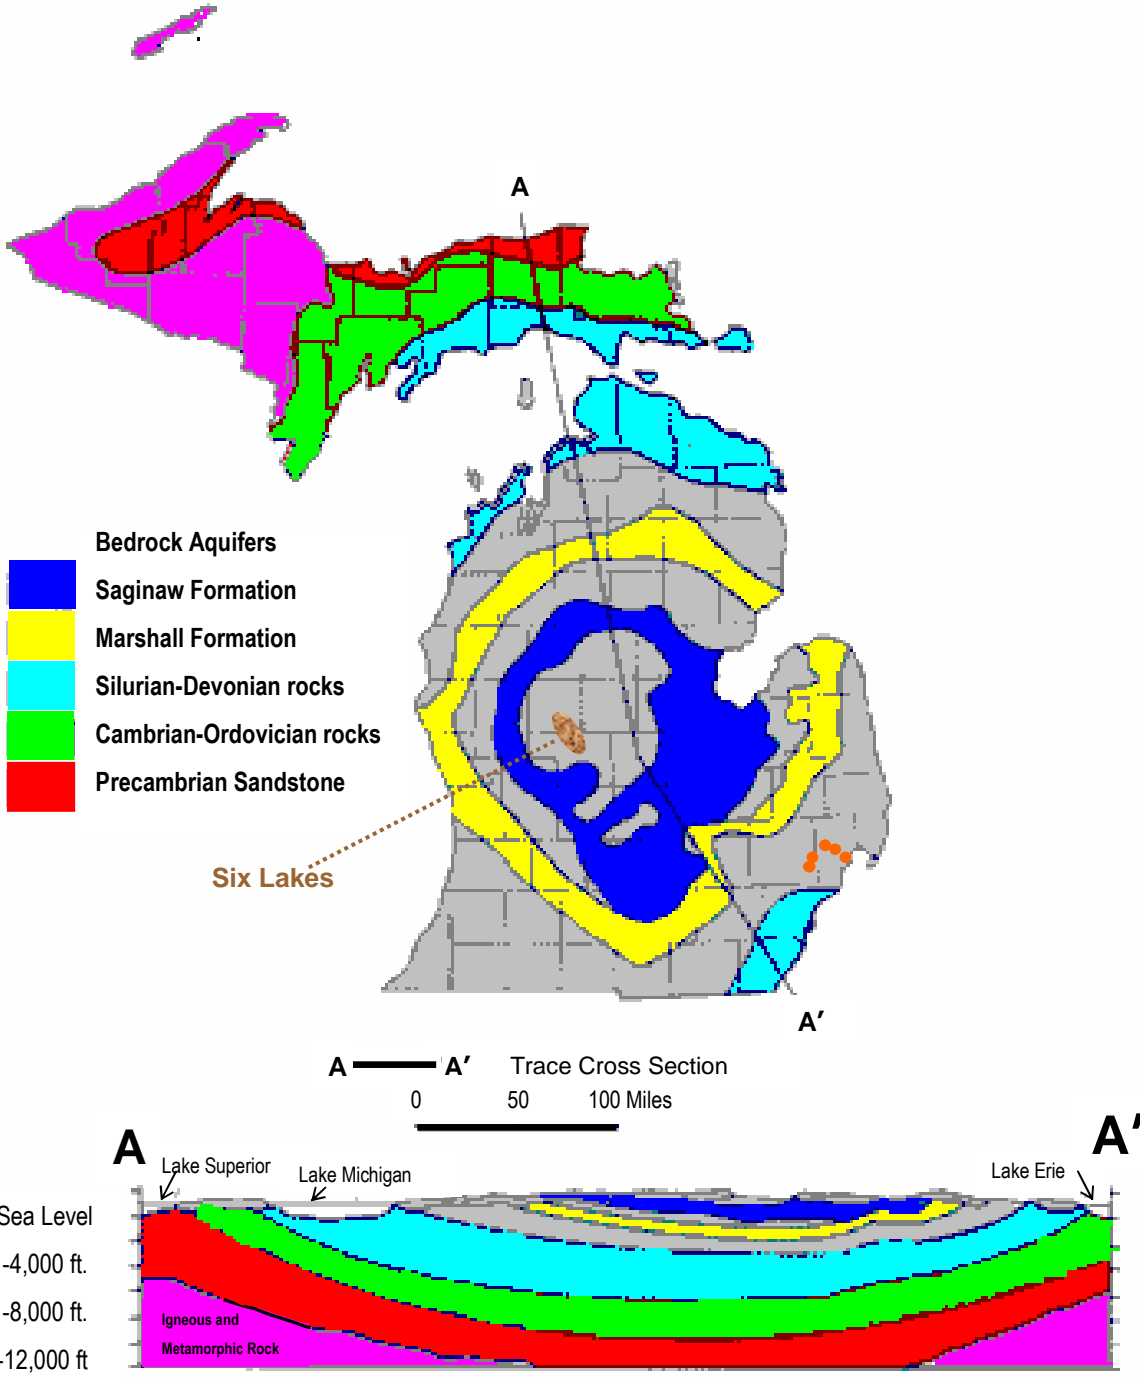 A
Bedrock Aquifers
Saginaw Formation
Marshall Formation
Silurian-Devonian rocks
Cambrian-Ordovician rocks
Precambrian Sandstone
Six Lakes
A′
A A′ Trace Cross Section
0 50 100 Miles
A A′
Lake Superior
Lake Michigan
Lake Erie
Sea Level
-4,000 ft.
-8,000 ft.
-12,000 ft
Igneous and
Metamorphic Rock